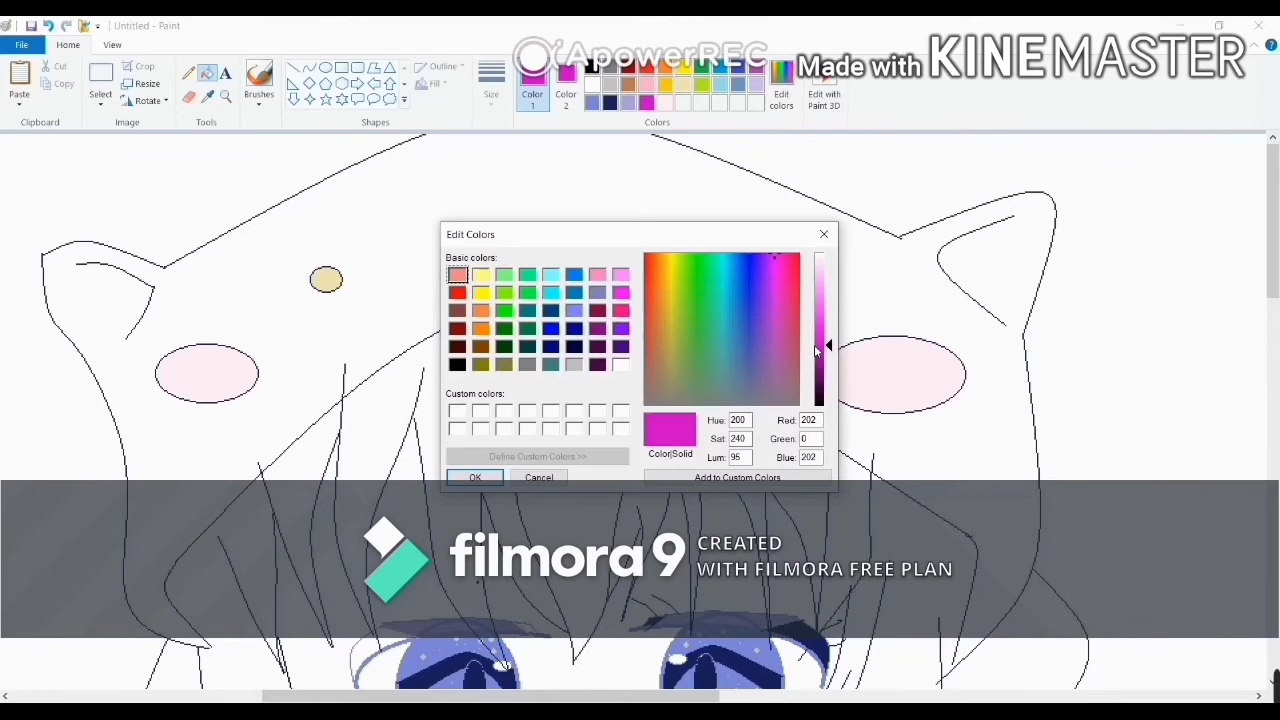 Untitled - Paint
File Home View
ApowerREC
Made with KINEMASTER
Paste
Cut
Copy
Clipboard
Select
Crop
Resize
Rotate
Image
A
Tools
Brushes
Outline
Fill
Shapes
Size
Color 1
Color 2
Edit colors
Colors
Edit with Paint 3D
Edit Colors
Basic colors:
Custom colors:
Define Custom Colors >>
OK
Cancel
Color|Solid
Hue: 200
Sat: 240
Lum: 95
Red: 202
Green: 0
Blue: 202
Add to Custom Colors
filmora9
CREATED
WITH FILMORA FREE PLAN